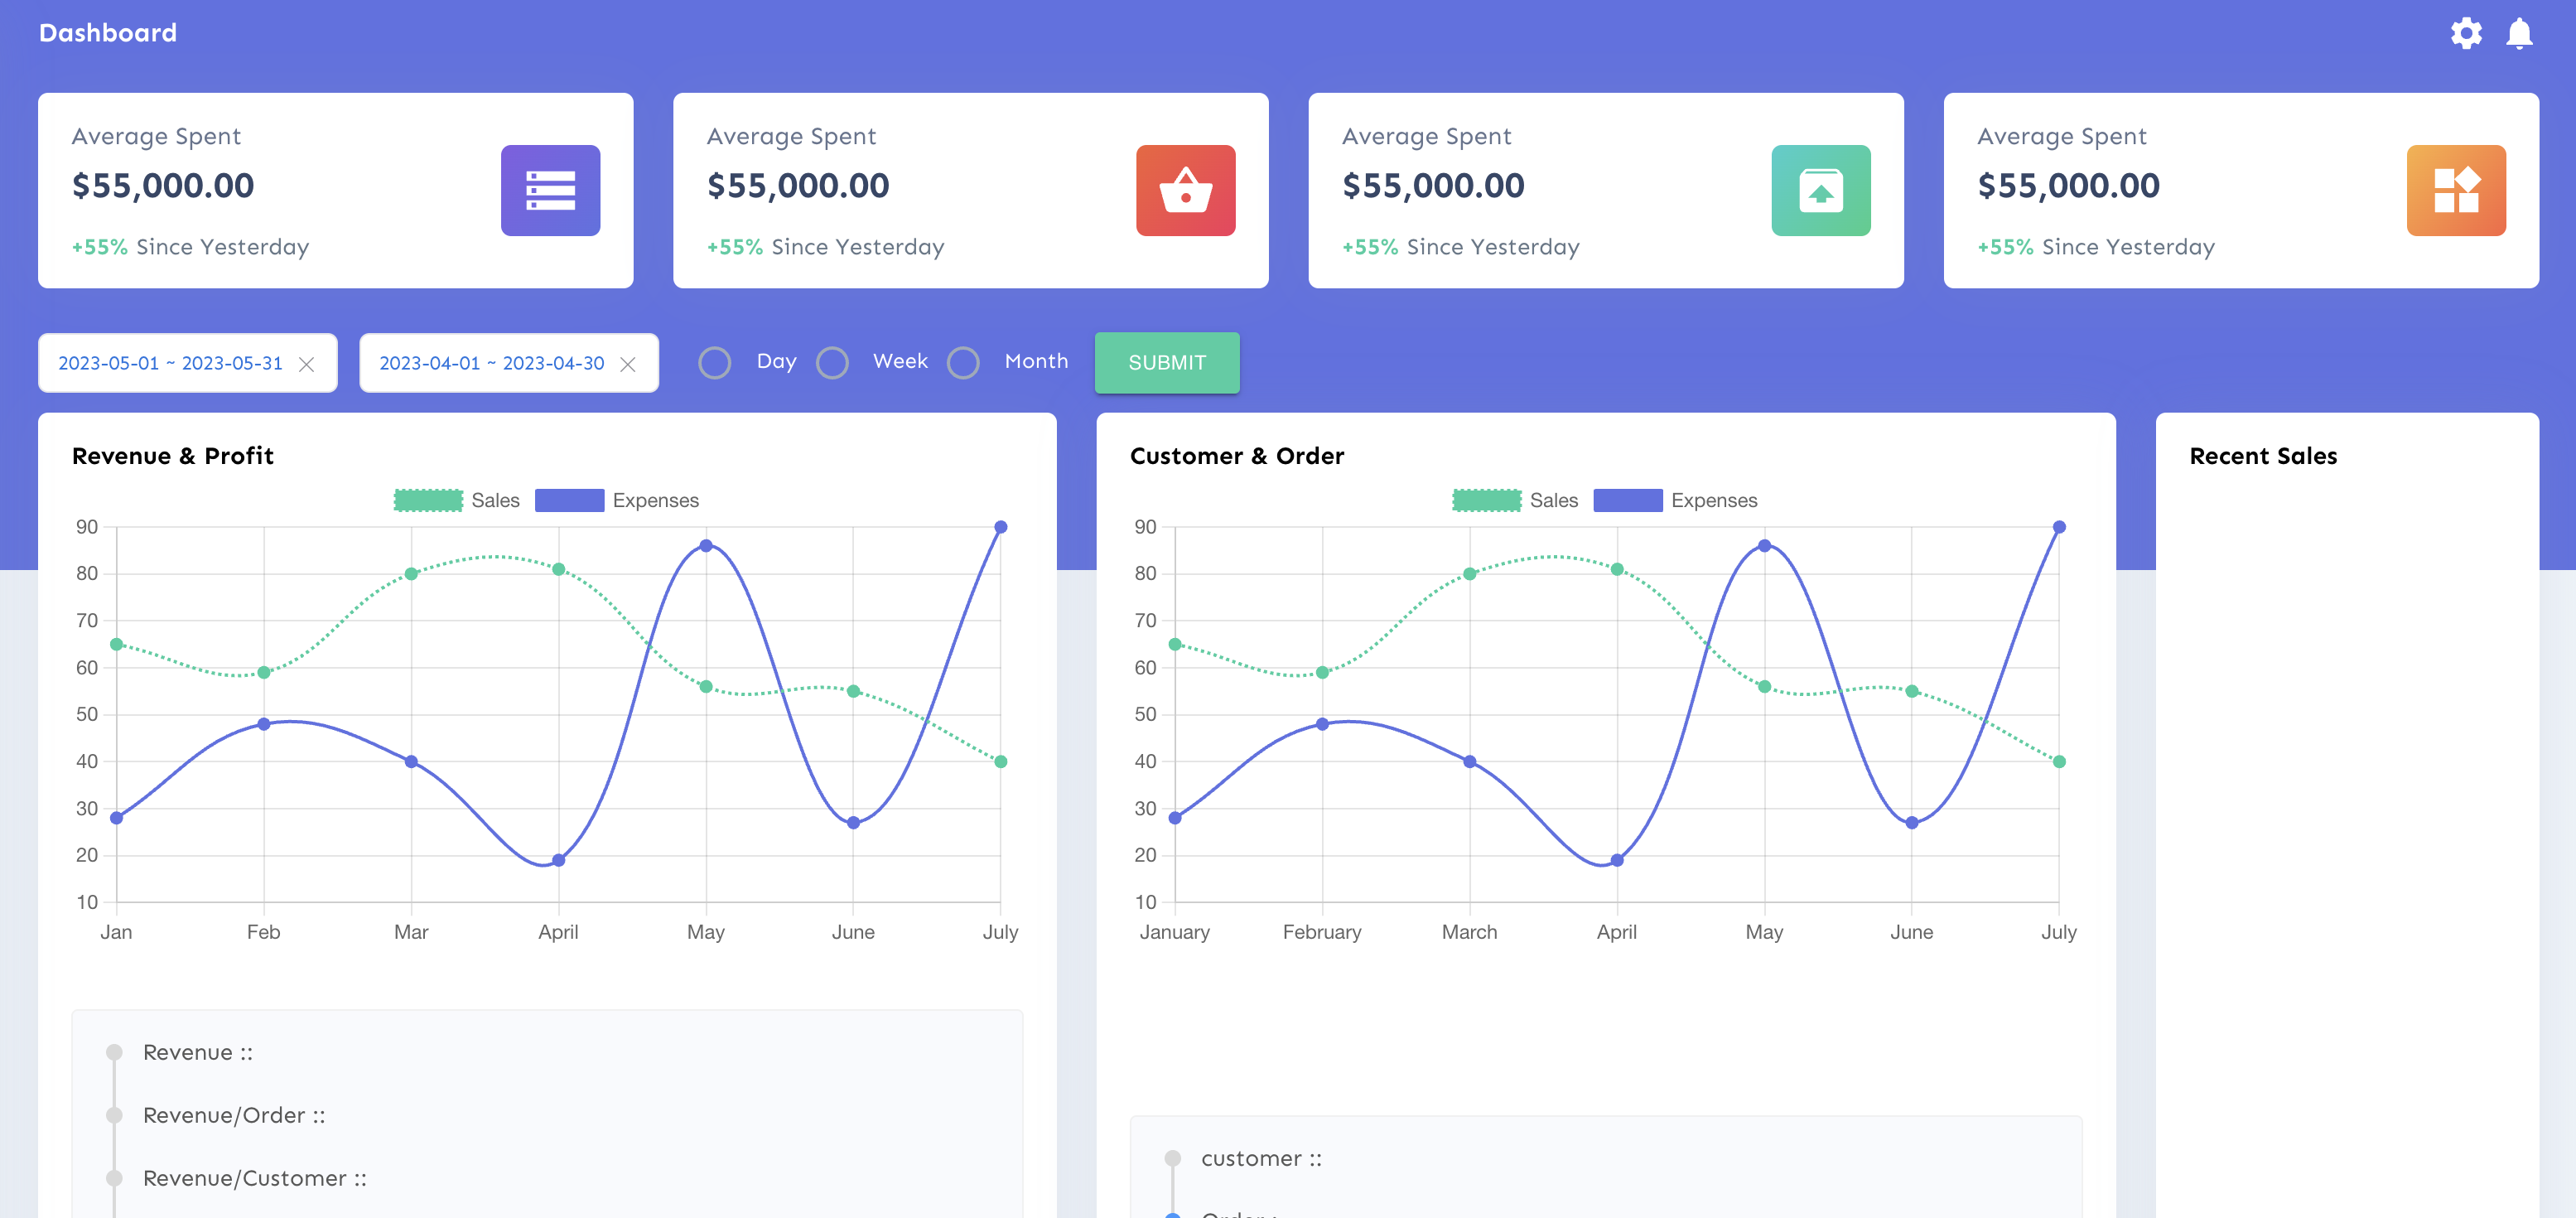 Dashboard
Average Spent
$55,000.00
+55% Since Yesterday
Average Spent
$55,000.00
+55% Since Yesterday
Average Spent
$55,000.00
+55% Since Yesterday
Average Spent
$55,000.00
+55% Since Yesterday
2023-05-01 ~ 2023-05-31
2023-04-01 ~ 2023-04-30
Day
Week
Month
SUBMIT
Revenue & Profit
Sales
Expenses
90
80
70
60
50
40
30
20
10
Jan
Feb
Mar
April
May
June
July
Revenue ::
Revenue/Order ::
Revenue/Customer ::
Customer & Order
Sales
Expenses
90
80
70
60
50
40
30
20
10
January
February
March
April
May
June
July
customer ::
Recent Sales